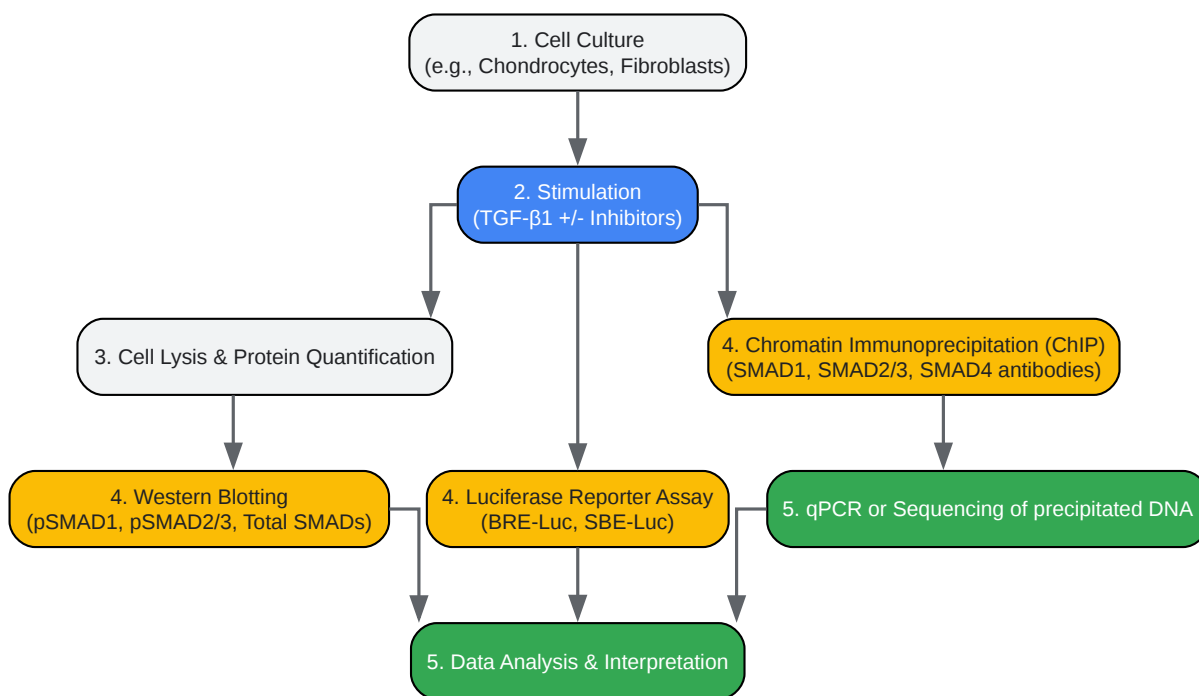 1. Cell Culture
(e.g., Chondrocytes, Fibroblasts)
2. Stimulation
(TGF-β1 +/- Inhibitors)
3. Cell Lysis & Protein Quantification
4. Chromatin Immunoprecipitation (ChIP)
(SMAD1, SMAD2/3, SMAD4 antibodies)
4. Western Blotting
(pSMAD1, pSMAD2/3, Total SMADs)
4. Luciferase Reporter Assay
(BRE-Luc, SBE-Luc)
5. qPCR or Sequencing of precipitated DNA
5. Data Analysis & Interpretation